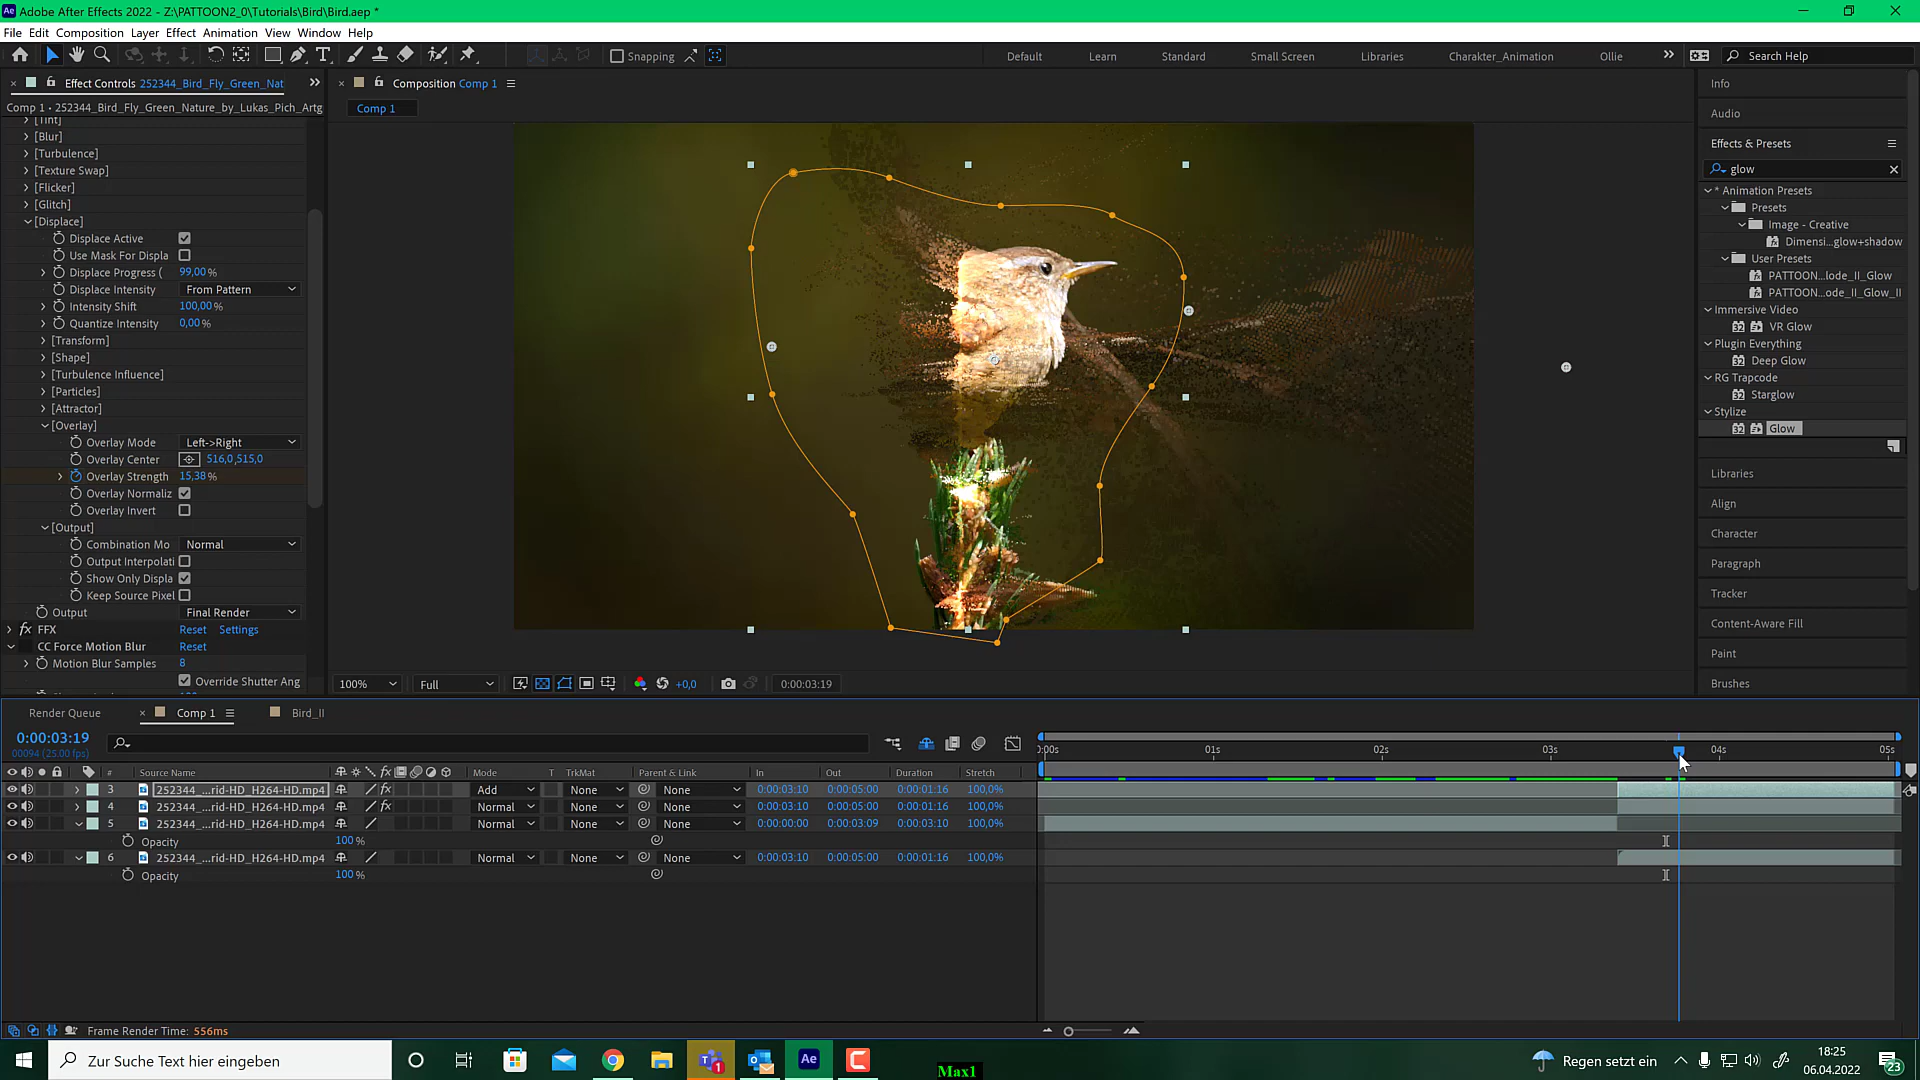 Adobe After Effects 2022 - Z:\PATTOON2_0\Tutorials\Bird\Bird.aep *
File Edit Composition Layer Effect Animation View Window Help
Snapping
Default Learn Standard Small Screen Libraries Charakter_Animation Ollie
Search Help
Effect Controls 252344_Bird_Fly_Green_Nat
Comp 1 • 252344_Bird_Fly_Green_Nature_by_Lukas_Pich_Artg
[Tint]
[Blur]
[Turbulence]
[Texture Swap]
[Flicker]
[Glitch]
[Displace]
Displace Active
Use Mask For Displa
Displace Progress ( 99,00 %
Displace Intensity From Pattern
Intensity Shift 100,00 %
Quantize Intensity 0,00 %
[Transform]
[Shape]
[Turbulence Influence]
[Particles]
[Attractor]
[Overlay]
Overlay Mode Left->Right
Overlay Center 516,0,515,0
Overlay Strength 15,38 %
Overlay Normaliz
Overlay Invert
[Output]
Combination Mo Normal
Output Interpolati
Show Only Displa
Keep Source Pixel
Output Final Render
fx FFX Reset Settings
CC Force Motion Blur Reset
Motion Blur Samples 8
Override Shutter Ang
Composition Comp 1
Comp 1
100% Full +0,0 0:00:03:19
Info
Audio
Effects & Presets
glow
* Animation Presets
Presets
Image - Creative
Dimensi...glow+shadow
User Presets
PATTOON...lode_II_Glow
PATTOON...ode_II_Glow_II
Immersive Video
32 VR Glow
Plugin Everything
32 Deep Glow
RG Trapcode
32 Starglow
Stylize
32 Glow
Libraries
Align
Character
Paragraph
Tracker
Content-Aware Fill
Paint
Brushes
Render Queue Comp 1 Bird_II
0:00:03:19
00094 (25.00 fps)
:00s 01s 02s 03s 04s 05s
# Source Name fx Mode T TrkMat Parent & Link In Out Duration Stretch
3 252344_...rid-HD_H264-HD.mp4 fx Add None None 0:00:03:10 0:00:05:00 0:00:01:16 100,0%
4 252344_...rid-HD_H264-HD.mp4 fx Normal None None 0:00:03:10 0:00:05:00 0:00:01:16 100,0%
5 252344_...rid-HD_H264-HD.mp4 Normal None None 0:00:00:00 0:00:03:09 0:00:03:10 100,0%
Opacity 100 %
6 252344_...rid-HD_H264-HD.mp4 Normal None None 0:00:03:10 0:00:05:00 0:00:01:16 100,0%
Opacity 100 %
Frame Render Time: 556ms
Zur Suche Text hier eingeben
1
Ae
Max1
Regen setzt ein
18:25
06.04.2022
23